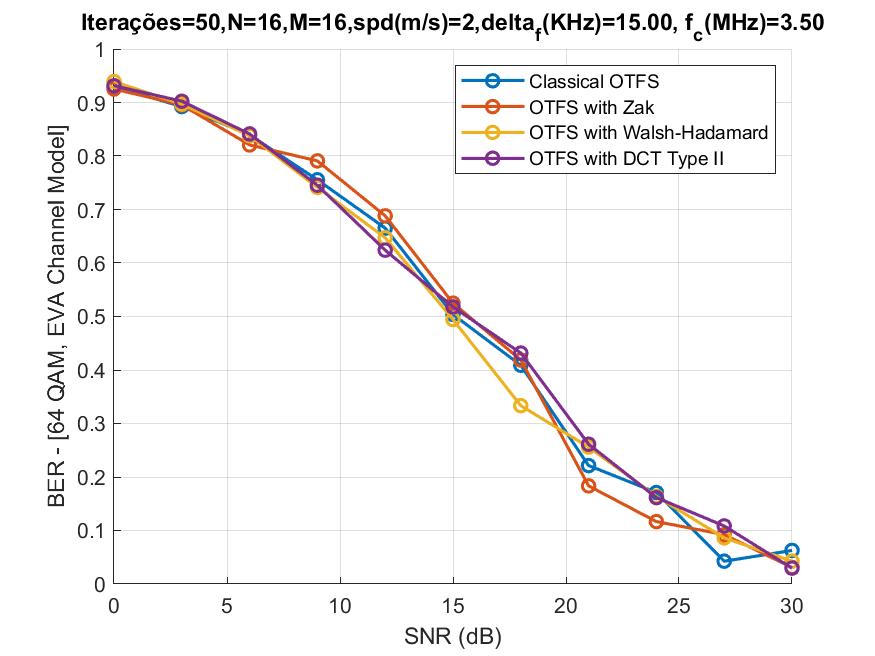 Iterações=50,N=16,M=16,spd(m/s)=2,delta_f(KHz)=15.00, f_c(MHz)=3.50
1
0.9
0.8
0.7
0.6
0.5
0.4
0.3
0.2
0.1
0
BER - [64 QAM, EVA Channel Model]
Classical OTFS
OTFS with Zak
OTFS with Walsh-Hadamard
OTFS with DCT Type II
0 5 10 15 20 25 30
SNR (dB)